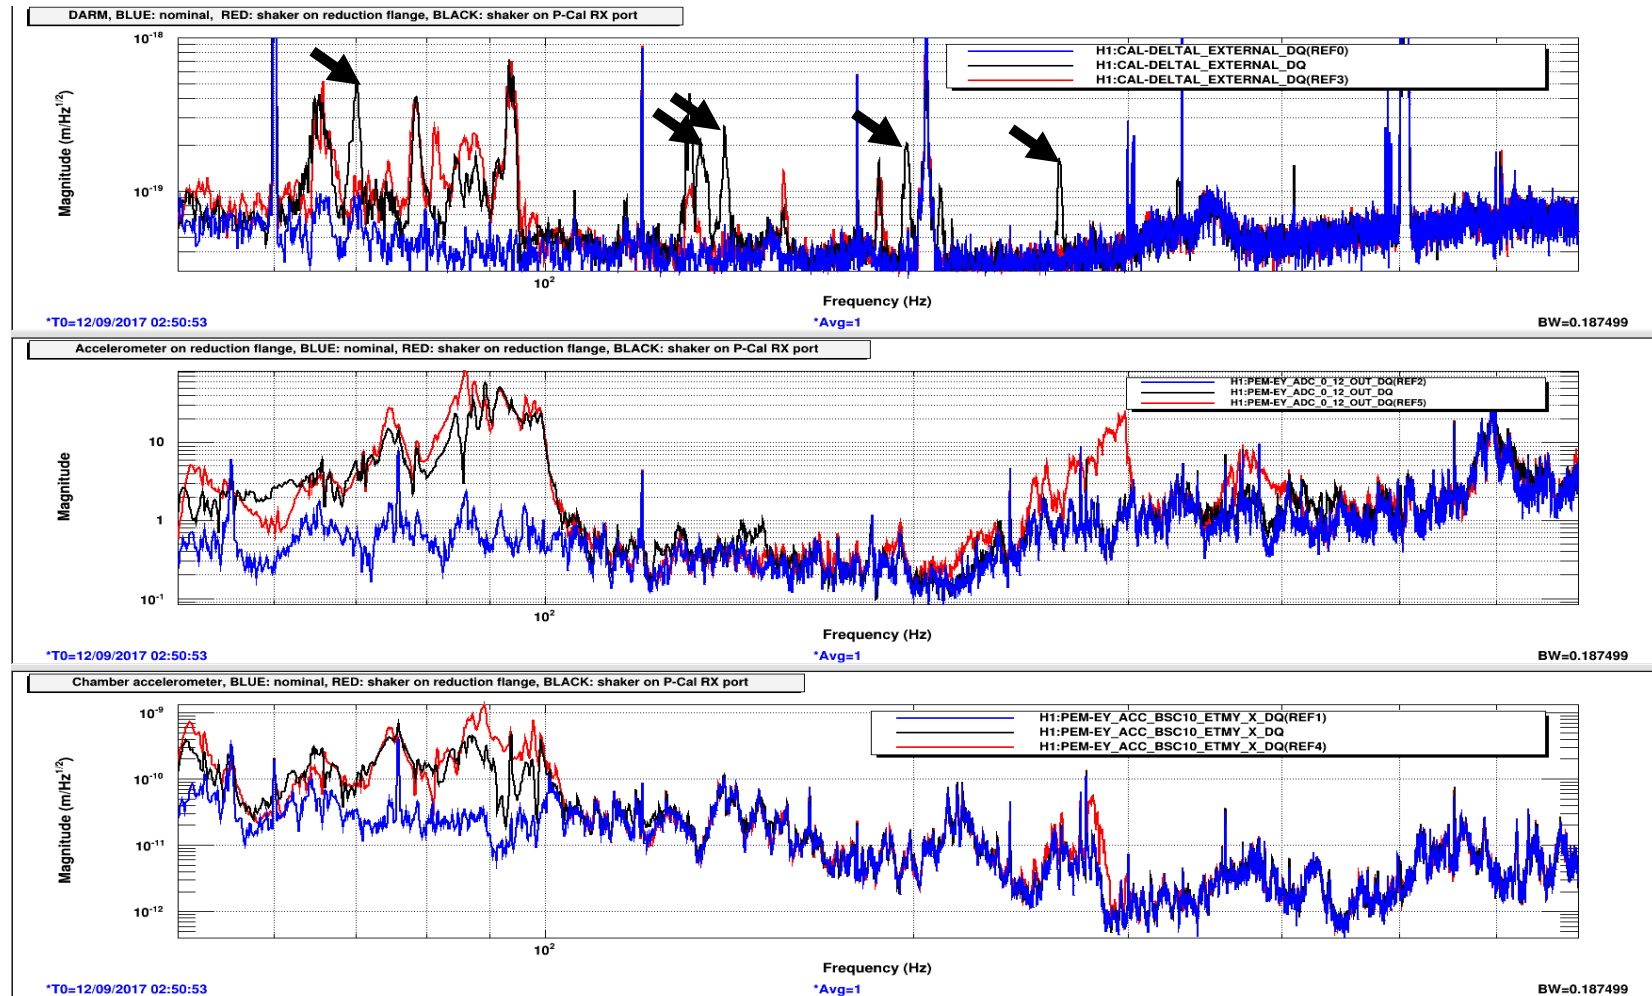 DARM, BLUE: nominal, RED: shaker on reduction flange, BLACK: shaker on P-Cal RX port
10-18
H1:CAL-DELTAL_EXTERNAL_DQ(REF0)
H1:CAL-DELTAL_EXTERNAL_DQ
H1:CAL-DELTAL_EXTERNAL_DQ(REF3)
Magnitude (m/Hz1/2)
10-19
102
Frequency (Hz)
*T0=12/09/2017 02:50:53
*Avg=1
BW=0.187499
Accelerometer on reduction flange, BLUE: nominal, RED: shaker on reduction flange, BLACK: shaker on P-Cal RX port
H1:PEM-EY_ADC_0_12_OUT_DQ(REF2)
H1:PEM-EY_ADC_0_12_OUT_DQ
H1:PEM-EY_ADC_0_12_OUT_DQ(REF5)
10
Magnitude
1
10-1
102
Frequency (Hz)
*T0=12/09/2017 02:50:53
*Avg=1
BW=0.187499
Chamber accelerometer, BLUE: nominal, RED: shaker on reduction flange, BLACK: shaker on P-Cal RX port
10-9
H1:PEM-EY_ACC_BSC10_ETMY_X_DQ(REF1)
H1:PEM-EY_ACC_BSC10_ETMY_X_DQ
H1:PEM-EY_ACC_BSC10_ETMY_X_DQ(REF4)
10-10
Magnitude (m/Hz1/2)
10-11
10-12
102
Frequency (Hz)
*T0=12/09/2017 02:50:53
*Avg=1
BW=0.187499